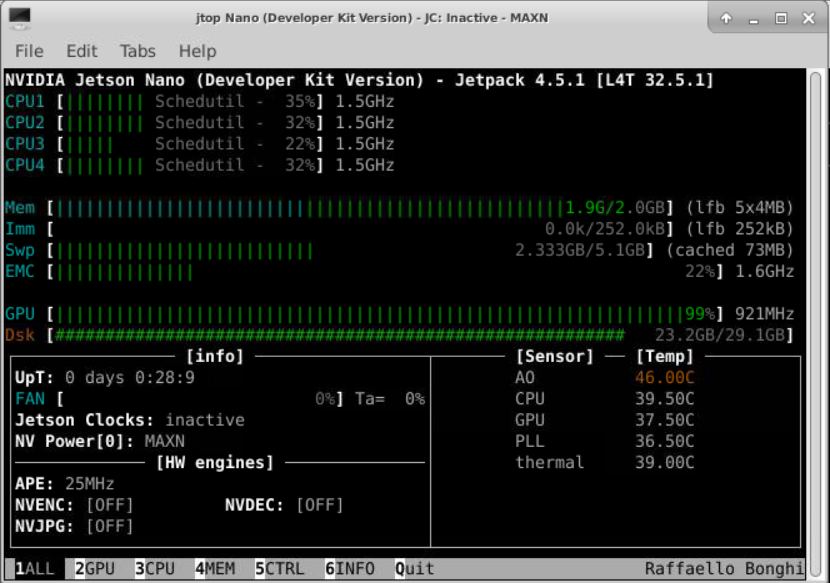 jtop Nano (Developer Kit Version) - JC: Inactive - MAXN
File Edit Tabs Help
NVIDIA Jetson Nano (Developer Kit Version) - Jetpack 4.5.1 [L4T 32.5.1]
CPU1 [|||||||| Schedutil - 35%] 1.5GHz
CPU2 [|||||||| Schedutil - 32%] 1.5GHz
CPU3 [||||| Schedutil - 22%] 1.5GHz
CPU4 [|||||||| Schedutil - 32%] 1.5GHz
Mem [|||||||||||||||||||||||||||||||||||||||||||||||||||1.9G/2.0GB] (lfb 5x4MB)
Imm [ 0.0k/252.0kB] (lfb 252kB)
Swp [|||||||||||||||||||||||||| 2.333GB/5.1GB] (cached 73MB)
EMC [|||||||||||||| 22%] 1.6GHz
GPU [|||||||||||||||||||||||||||||||||||||||||||||||||||||||||||||||99%] 921MHz
Dsk [######################################################### 23.2GB/29.1GB]
[info] [Sensor] [Temp]
UpT: 0 days 0:28:9 AO 46.00C
FAN [ 0%] Ta= 0% CPU 39.50C
Jetson Clocks: inactive GPU 37.50C
NV Power[0]: MAXN PLL 36.50C
[HW engines] thermal 39.00C
APE: 25MHz
NVENC: [OFF] NVDEC: [OFF]
NVJPG: [OFF]
1ALL 2GPU 3CPU 4MEM 5CTRL 6INFO Quit Raffaello Bonghi